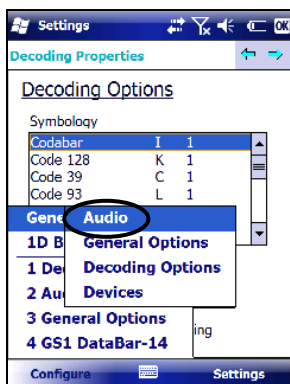 Settings
OK
Decoding Properties
Decoding Options
Symbology
Codabar I 1
Code 128 K 1
Code 39 C 1
Code 93 L 1
Gene
Audio
1D B
General Options
1 De
Decoding Options
2 Au
Devices
3 General Options
ing
4 GS1 DataBar-14
Configure
Settings